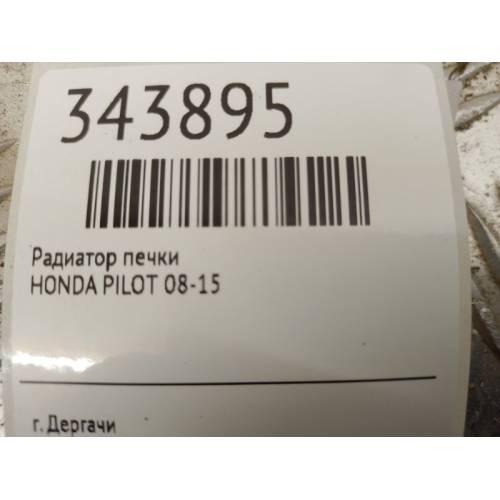 343895
Радиатор печки
HONDA PILOT 08-15
г. Дергачи